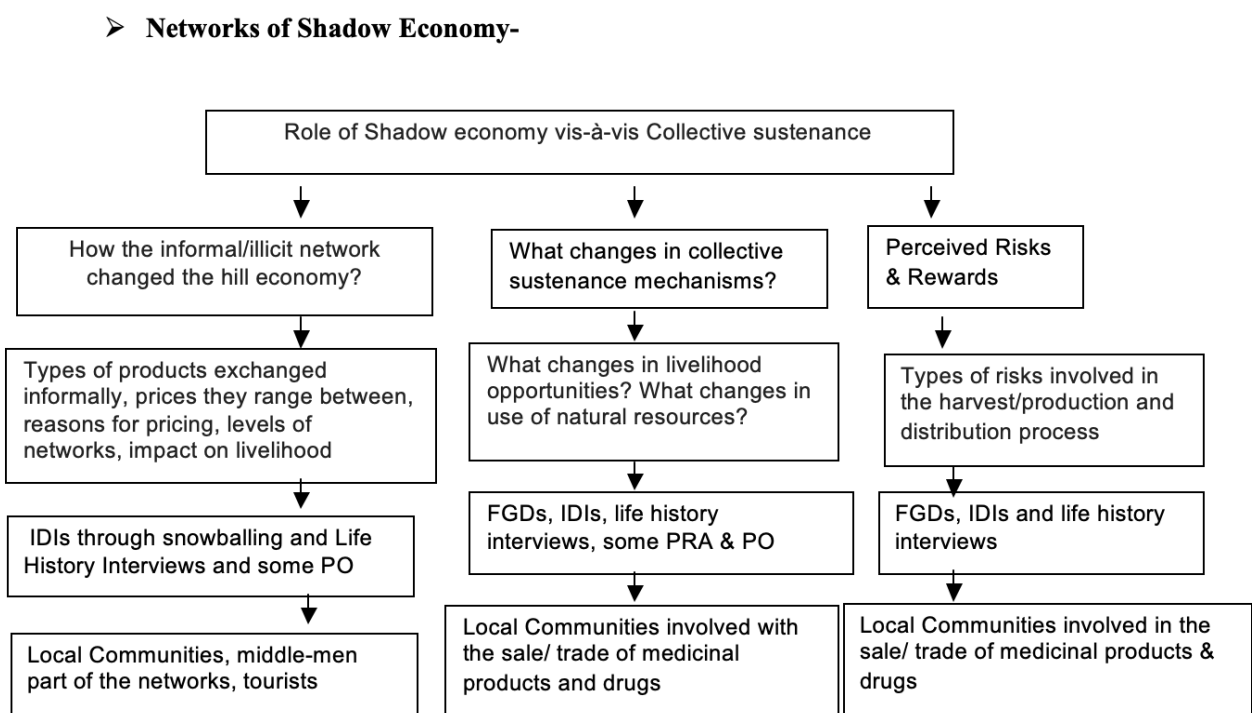 ➢ Networks of Shadow Economy-
Role of Shadow economy vis-à-vis Collective sustenance
How the informal/illicit network
changed the hill economy?
What changes in collective
sustenance mechanisms?
Perceived Risks
& Rewards
Types of products exchanged
informally, prices they range between,
reasons for pricing, levels of
networks, impact on livelihood
What changes in livelihood
opportunities? What changes in
use of natural resources?
Types of risks involved in
the harvest/production and
distribution process
IDIs through snowballing and Life
History Interviews and some PO
FGDs, IDIs, life history
interviews, some PRA & PO
FGDs, IDIs and life history
interviews
Local Communities, middle-men
part of the networks, tourists
Local Communities involved with
the sale/ trade of medicinal
products and drugs
Local Communities involved in the
sale/ trade of medicinal products &
drugs